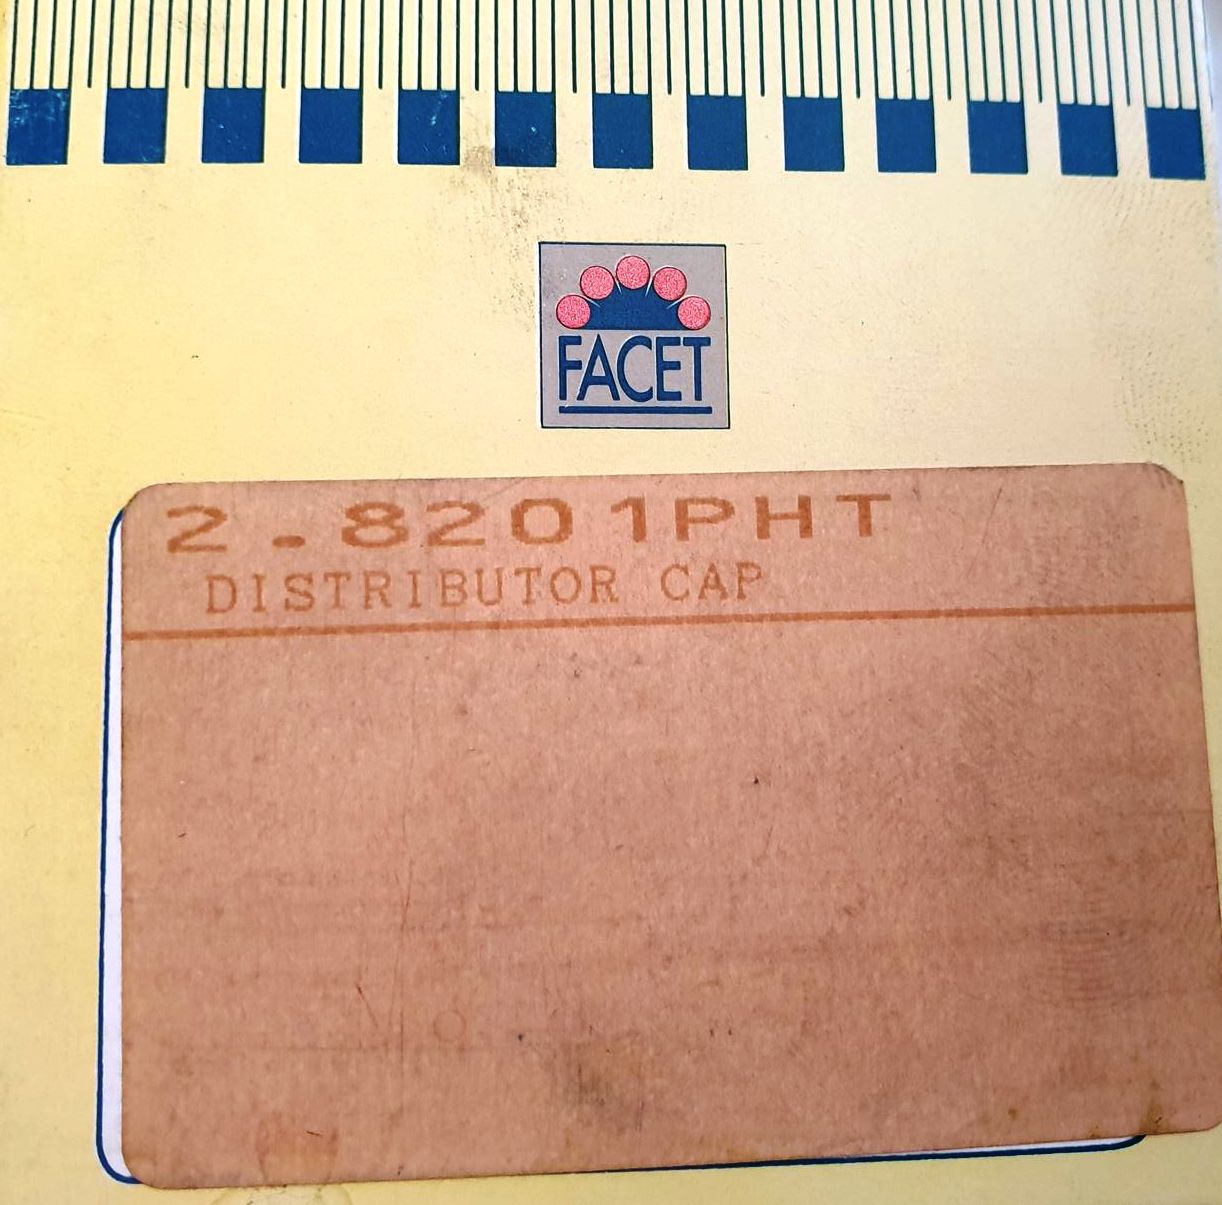 FACET
2.8201PHT
DISTRIBUTOR CAP